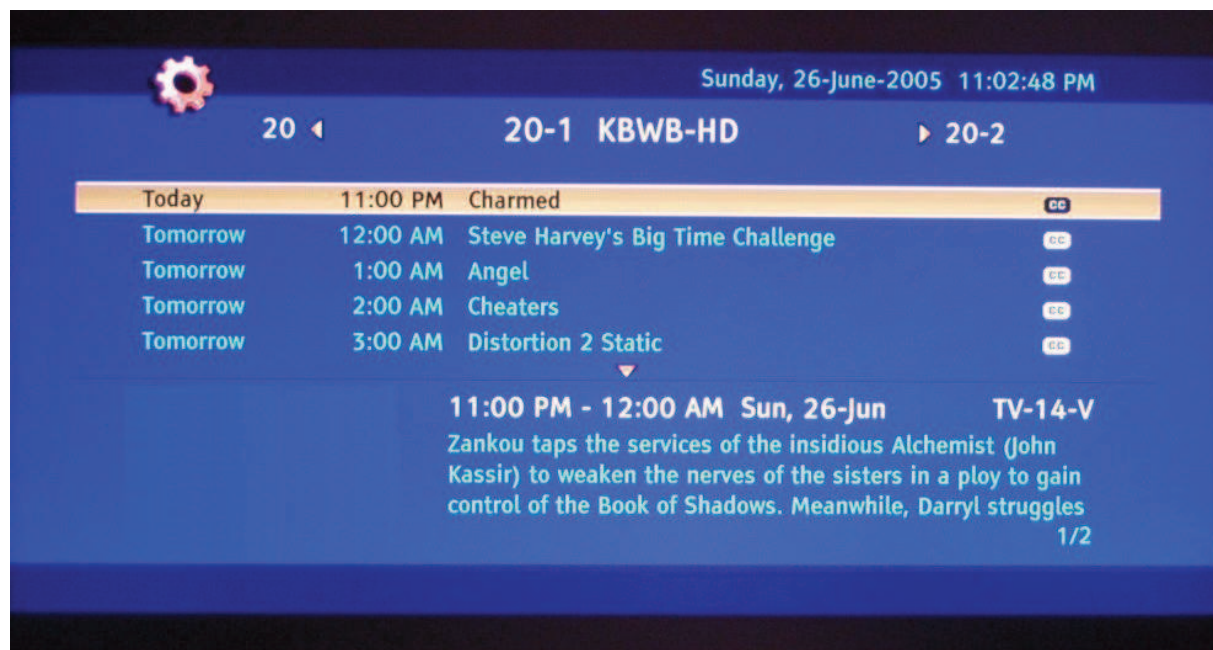 Sunday, 26-June-2005 11:02:48 PM
20 20-1 KBWB-HD 20-2
Today 11:00 PM Charmed CC
Tomorrow 12:00 AM Steve Harvey's Big Time Challenge CC
Tomorrow 1:00 AM Angel CC
Tomorrow 2:00 AM Cheaters CC
Tomorrow 3:00 AM Distortion 2 Static CC
11:00 PM - 12:00 AM Sun, 26-Jun TV-14-V
Zankou taps the services of the insidious Alchemist (John
Kassir) to weaken the nerves of the sisters in a ploy to gain
control of the Book of Shadows. Meanwhile, Darryl struggles
1/2